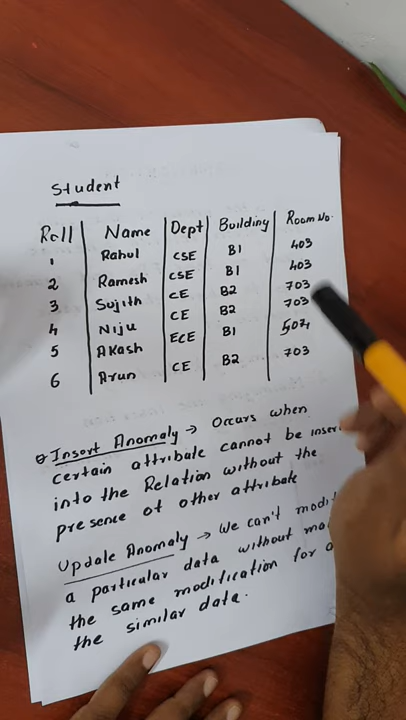 Student
Roll Name Dept Building Room No.
1 Rahul CSE B1 403
2 Ramesh CSE B1 403
3 Sujith CE B2 703
4 Niju CE B2 703
5 Akash ECE B1 504
6 Arun CE B2 703
Insert Anomaly → Occurs when
certain attribute cannot be inser
into the Relation without the
presence of other attribute
Update Anomaly → We can't modif
a particular data without mo
the same modification for a
the similar data.